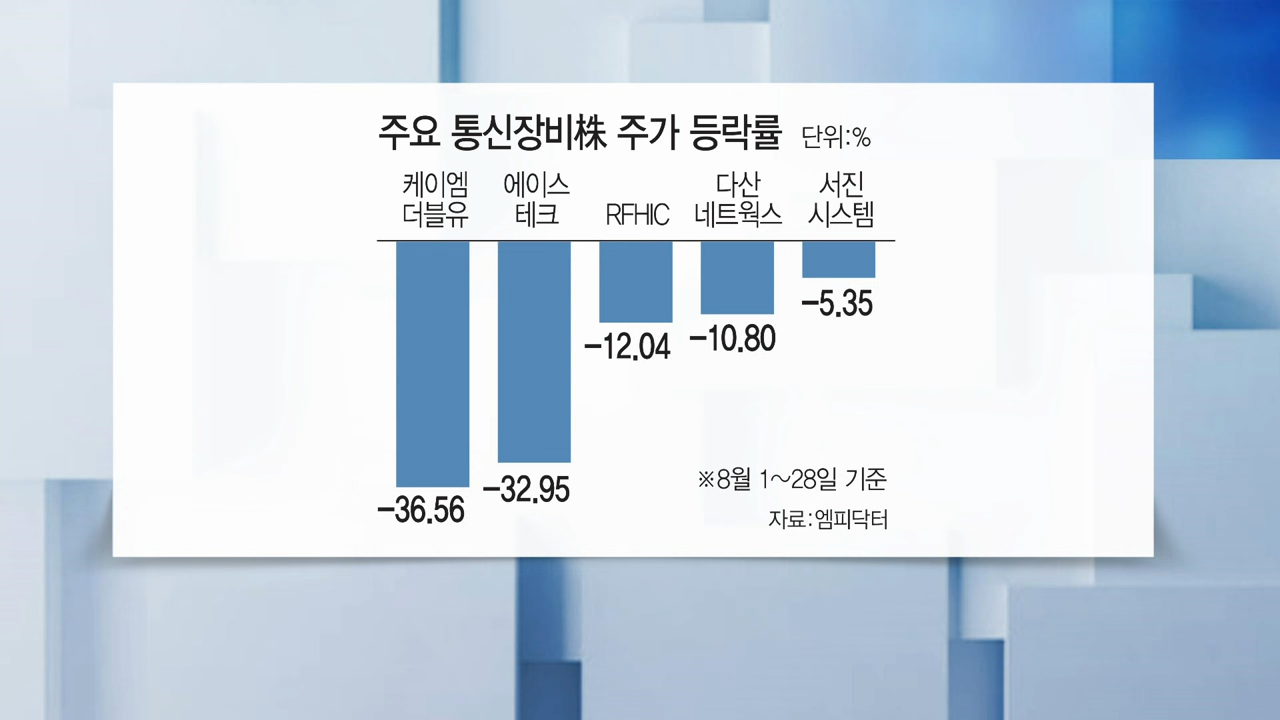 주요 통신장비株 주가 등락률 단위:%
케이엠더블유
에이스테크
RFHIC
다산네트웍스
서진시스템
-36.56
-32.95
-12.04
-10.80
-5.35
※8월 1~28일 기준
자료:엠피닥터